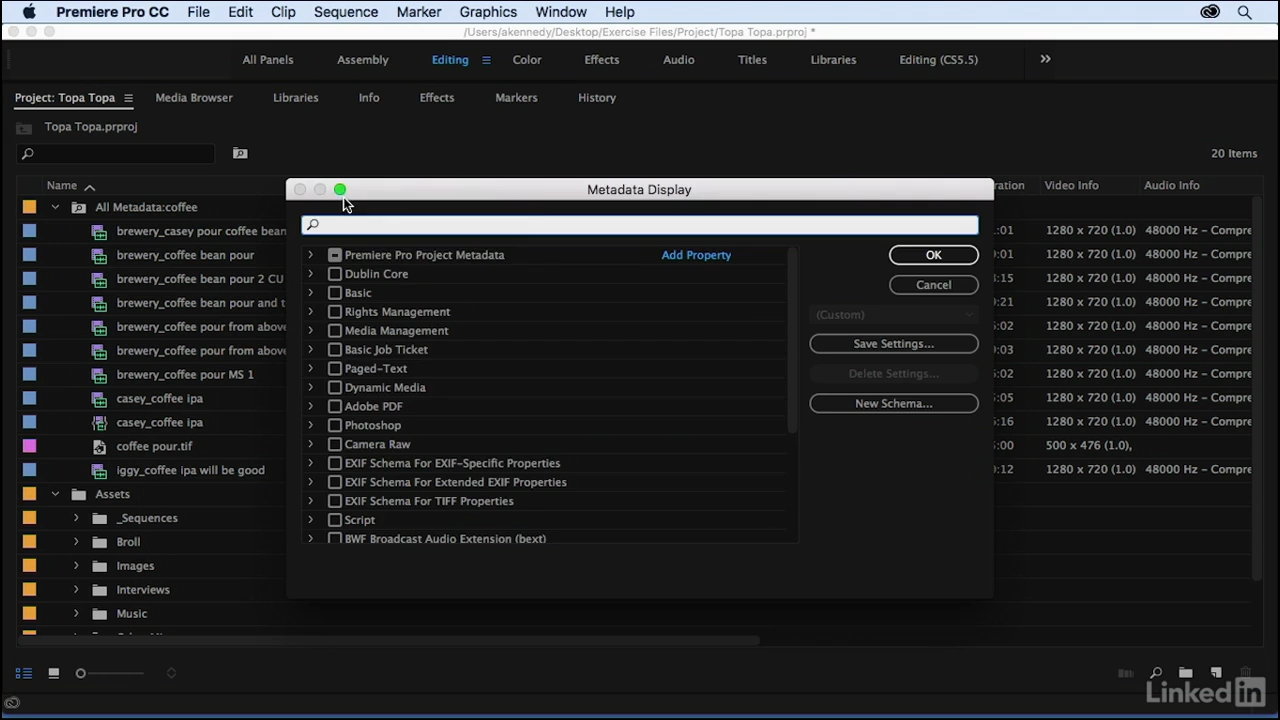 Premiere Pro CC File Edit Clip Sequence Marker Graphics Window Help
/Users/akennedy/Desktop/Exercise Files/Project/Topa Topa.prproj *
All Panels Assembly Editing Color Effects Audio Titles Libraries Editing (CS5.5)
Project: Topa Topa Media Browser Libraries Info Effects Markers History
Topa Topa.prproj
20 Items
Name
Video Info Audio Info
Metadata Display
All Metadata:coffee
brewery_casey pour coffee bean
1280 x 720 (1.0) 48000 Hz - Compre
brewery_coffee bean pour
1280 x 720 (1.0) 48000 Hz - Compre
brewery_coffee bean pour 2 CU
1280 x 720 (1.0) 48000 Hz - Compre
brewery_coffee bean pour and t
1280 x 720 (1.0) 48000 Hz - Compre
brewery_coffee pour from above
1280 x 720 (1.0) 48000 Hz - Compre
brewery_coffee pour from above
1280 x 720 (1.0) 48000 Hz - Compre
brewery_coffee pour MS 1
1280 x 720 (1.0) 48000 Hz - Compre
casey_coffee ipa
1280 x 720 (1.0) 48000 Hz - Compre
casey_coffee ipa
1280 x 720 (1.0) 48000 Hz - Compre
coffee pour.tif
500 x 476 (1.0),
iggy_coffee ipa will be good
1280 x 720 (1.0) 48000 Hz - Compre
Assets
_Sequences
Broll
Images
Interviews
Music
Premiere Pro Project Metadata Add Property
Dublin Core
Basic
Rights Management
Media Management
Basic Job Ticket
Paged-Text
Dynamic Media
Adobe PDF
Photoshop
Camera Raw
EXIF Schema For EXIF-Specific Properties
EXIF Schema For Extended EXIF Properties
EXIF Schema For TIFF Properties
Script
BWF Broadcast Audio Extension (bext)
OK
Cancel
(Custom)
Save Settings...
Delete Settings...
New Schema...
Linked in